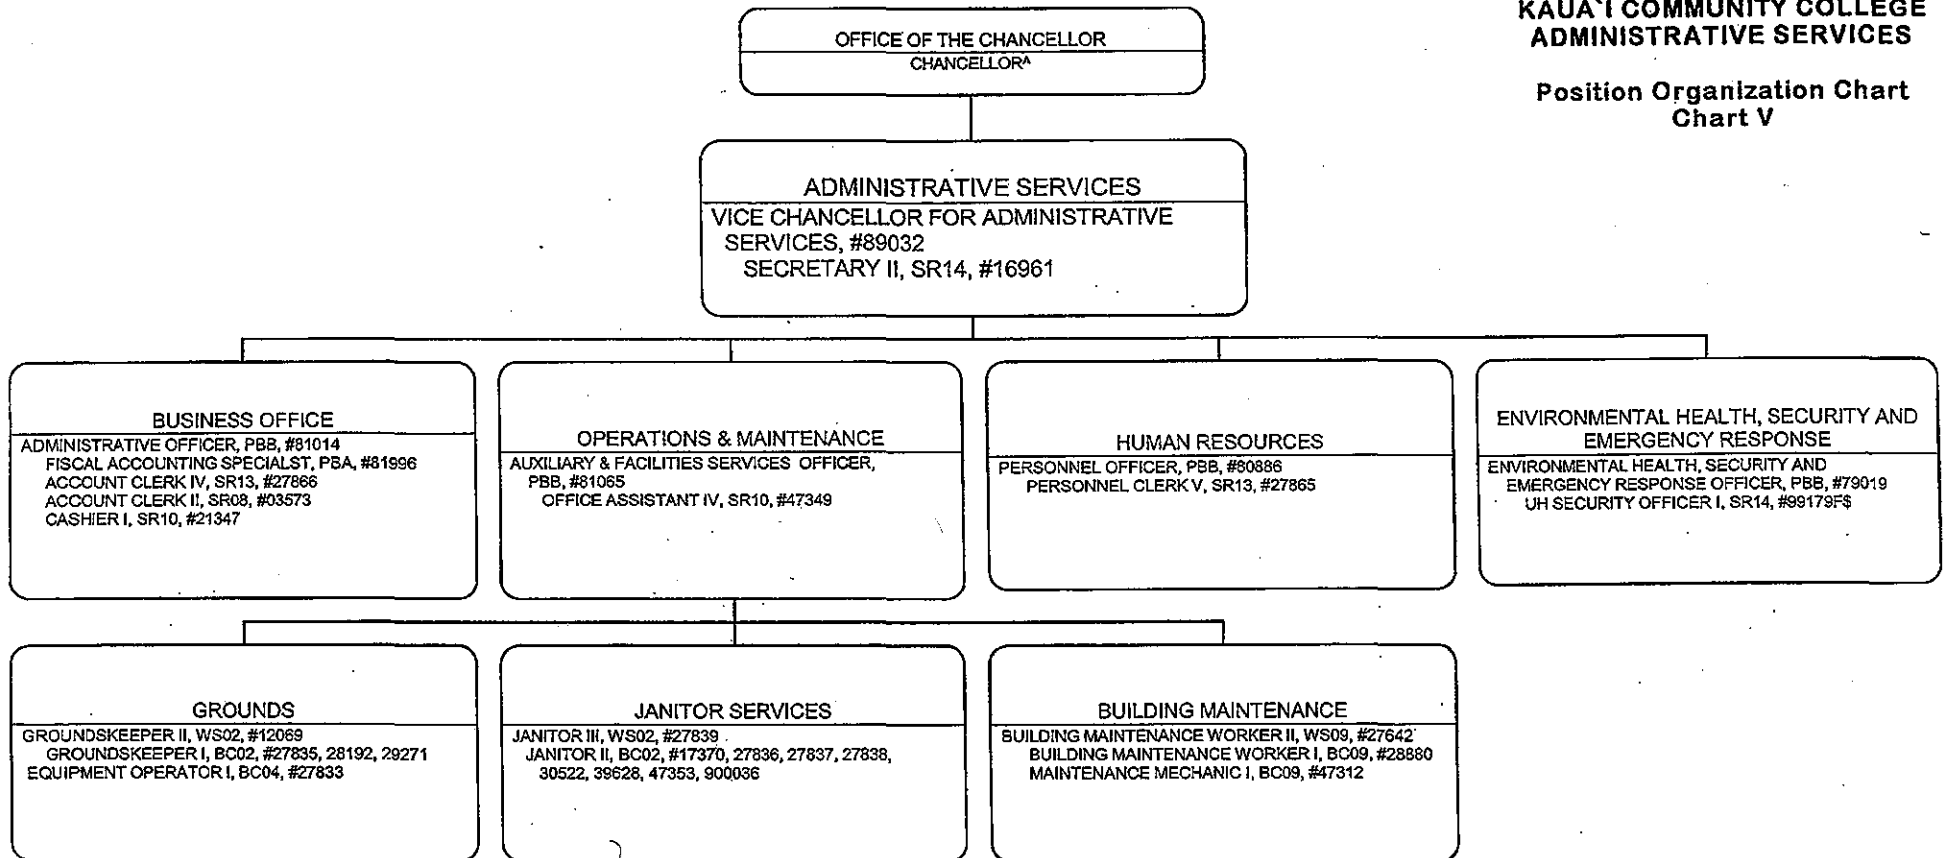 KAUA`I COMMUNITY COLLEGE
ADMINISTRATIVE SERVICES
Position Organization Chart
Chart V
OFFICE OF THE CHANCELLOR
CHANCELLOR^
ADMINISTRATIVE SERVICES
VICE CHANCELLOR FOR ADMINISTRATIVE
SERVICES, #89032
SECRETARY II, SR14, #16961
BUSINESS OFFICE
ADMINISTRATIVE OFFICER, PBB, #81014
FISCAL ACCOUNTING SPECIALST, PBA, #81996
ACCOUNT CLERK IV, SR13, #27866
ACCOUNT CLERK II, SR08, #03573
CASHIER I, SR10, #21347
OPERATIONS & MAINTENANCE
AUXILIARY & FACILITIES SERVICES OFFICER,
PBB, #81065
OFFICE ASSISTANT IV, SR10, #47349
HUMAN RESOURCES
PERSONNEL OFFICER, PBB, #80886
PERSONNEL CLERK V, SR13, #27865
ENVIRONMENTAL HEALTH, SECURITY AND
EMERGENCY RESPONSE
ENVIRONMENTAL HEALTH, SECURITY AND
EMERGENCY RESPONSE OFFICER, PBB, #79019
UH SECURITY OFFICER I, SR14, #99179F$
GROUNDS
GROUNDSKEEPER II, WS02, #12069
GROUNDSKEEPER I, BC02, #27835, 28192, 29271
EQUIPMENT OPERATOR I, BC04, #27833
JANITOR SERVICES
JANITOR III, WS02, #27839
JANITOR II, BC02, #17370, 27836, 27837, 27838,
30522, 39628, 47353, 900036
BUILDING MAINTENANCE
BUILDING MAINTENANCE WORKER II, WS09, #27642
BUILDING MAINTENANCE WORKER I, BC09, #28880
MAINTENANCE MECHANIC I, BC09, #47312